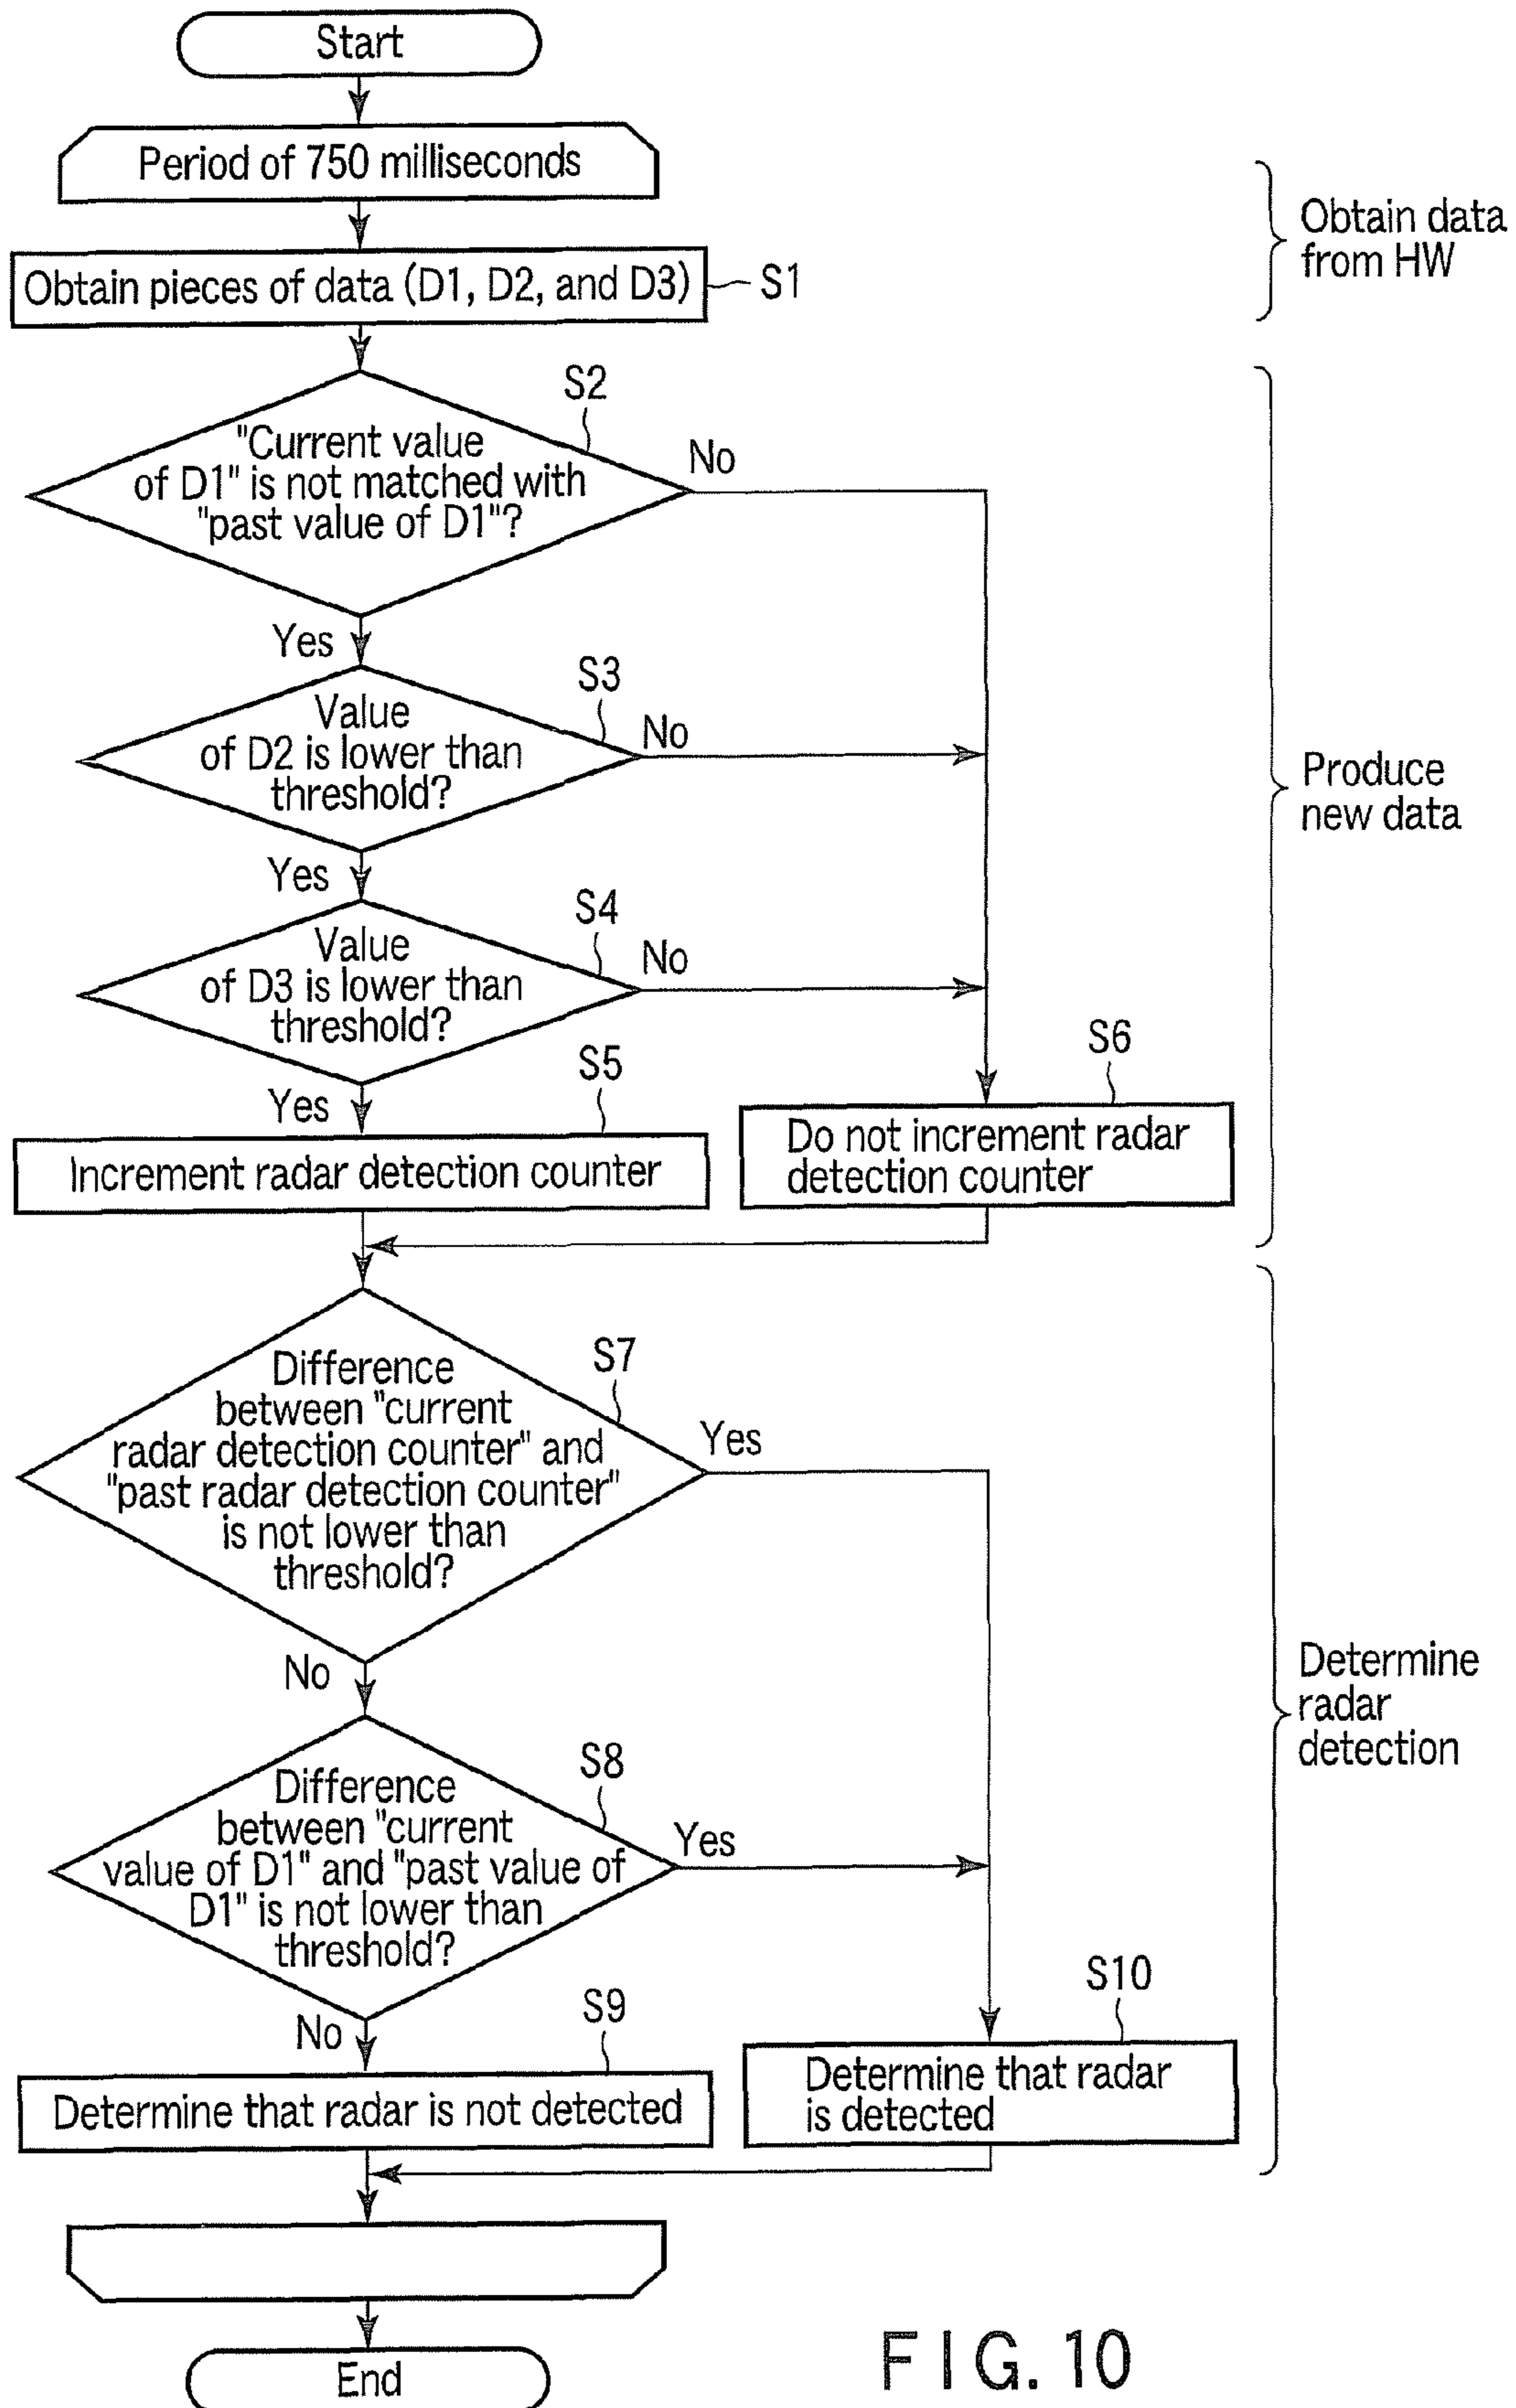 Start
Period of 750 milliseconds
Obtain data
from HW
Obtain pieces of data (D1, D2, and D3)
S1
S2
"Current value
of D1" is not matched with
"past value of D1"?
No
Yes
S3
Value
of D2 is lower than
threshold?
No
Produce
new data
Yes
S4
Value
of D3 is lower than
threshold?
No
Yes
S5
Increment radar detection counter
S6
Do not increment radar
detection counter
S7
Difference
between "current
radar detection counter" and
"past radar detection counter"
is not lower than
threshold?
Yes
No
Determine
radar
detection
S8
Difference
between "current
value of D1" and "past value of
D1" is not lower than
threshold?
Yes
No
S9
Determine that radar is not detected
S10
Determine that radar
is detected
End
FIG. 10